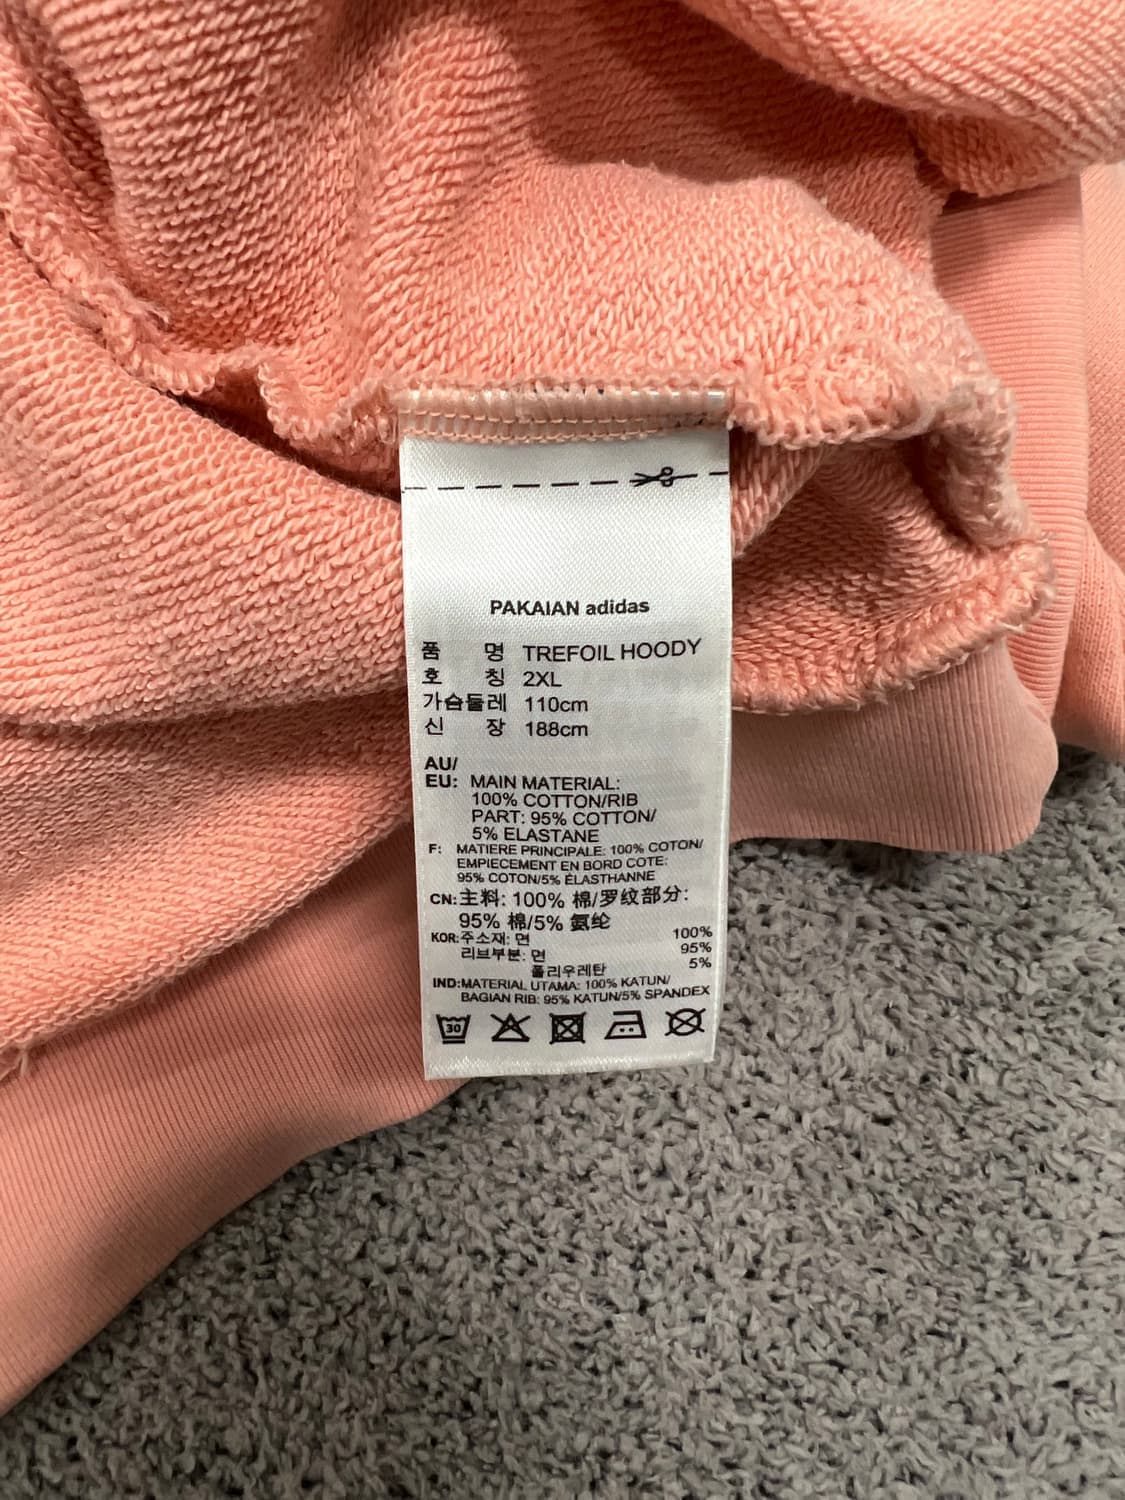 PAKAIAN adidas
품 명 TREFOIL HOODY
호 칭 2XL
가슴둘레 110cm
신 장 188cm
AU/
EU: MAIN MATERIAL:
100% COTTON/RIB
PART: 95% COTTON/
5% ELASTANE
F: MATIERE PRINCIPALE: 100% COTON/
EMPIECEMENT EN BORD COTE:
95% COTON/5% ÉLASTHANNE
CN:主料: 100% 棉/罗纹部分:
95% 棉/5% 氨纶
KOR:주소재: 면 100%
리브부분: 면 95%
폴리우레탄 5%
IND:MATERIAL UTAMA: 100% KATUN/
BAGIAN RIB: 95% KATUN/5% SPANDEX
30